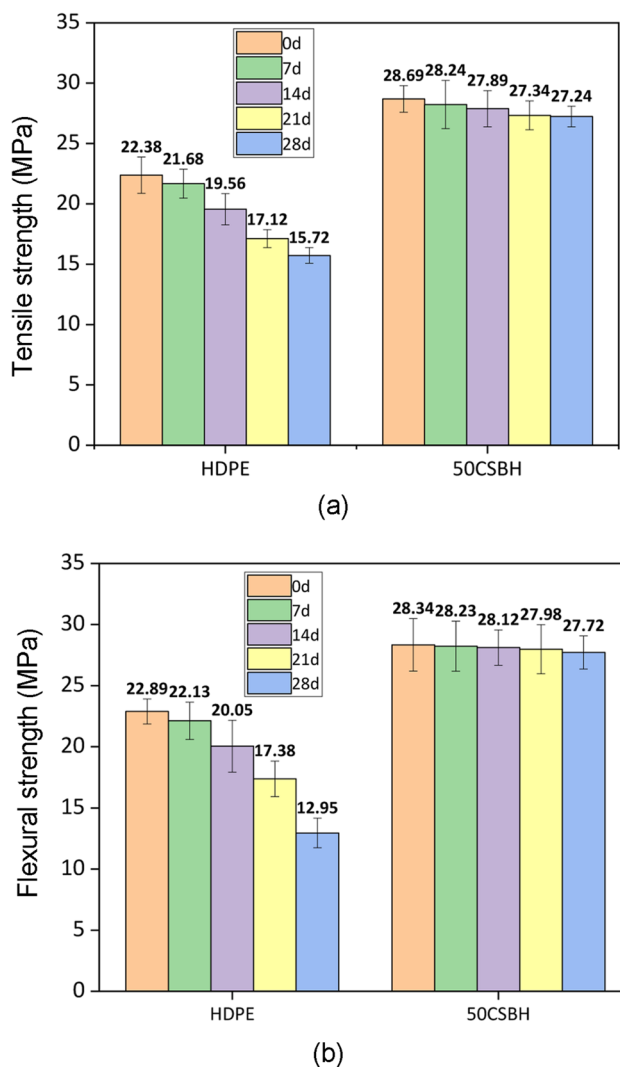 35
30
25
20
15
10
5
0
Tensile strength (MPa)
0d
7d
14d
21d
28d
22.38
21.68
19.56
17.12
15.72
28.69
28.24
27.89
27.34
27.24
HDPE
50CSBH
(a)
35
30
25
20
15
10
5
0
Flexural strength (MPa)
0d
7d
14d
21d
28d
22.89
22.13
20.05
17.38
12.95
28.34
28.23
28.12
27.98
27.72
HDPE
50CSBH
(b)